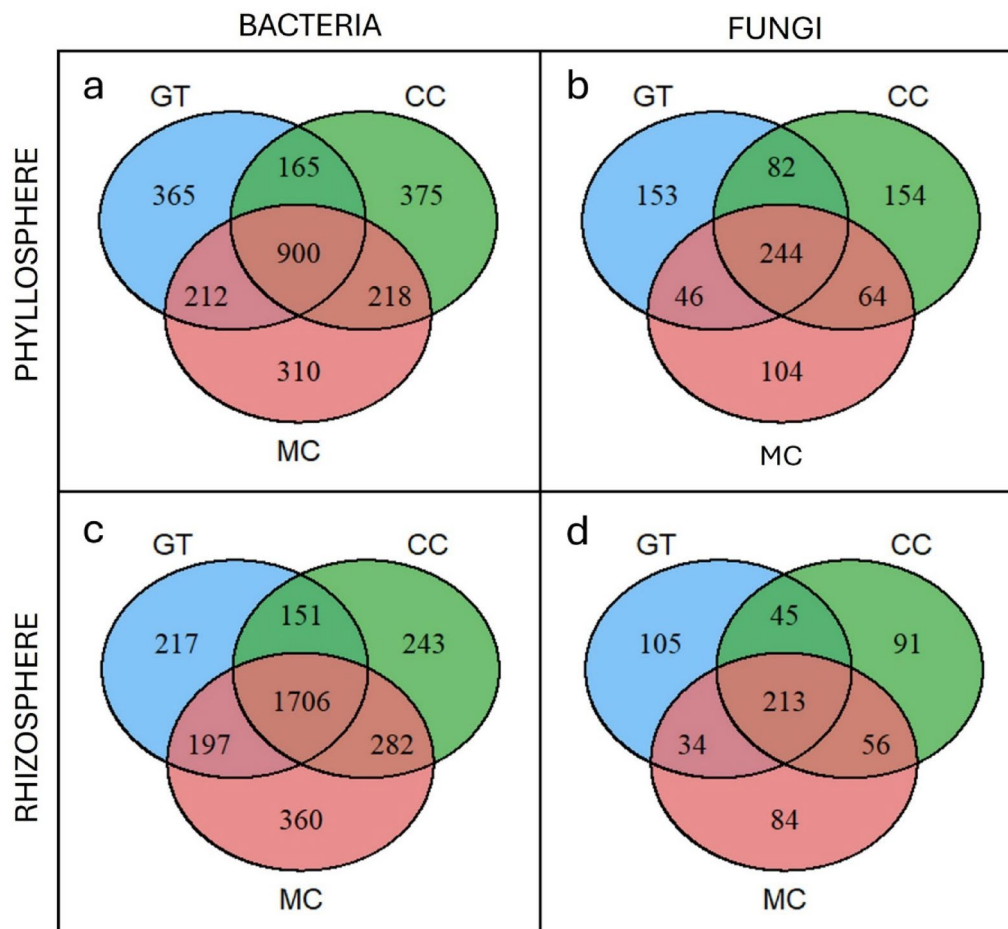 BACTERIA FUNGI
PHYLLOSPHERE
a
GT CC
365 165 375
900
212 218
310
MC
b
GT CC
153 82 154
244
46 64
104
MC
RHIZOSPHERE
c
GT CC
217 151 243
1706
197 282
360
MC
d
GT CC
105 45 91
213
34 56
84
MC